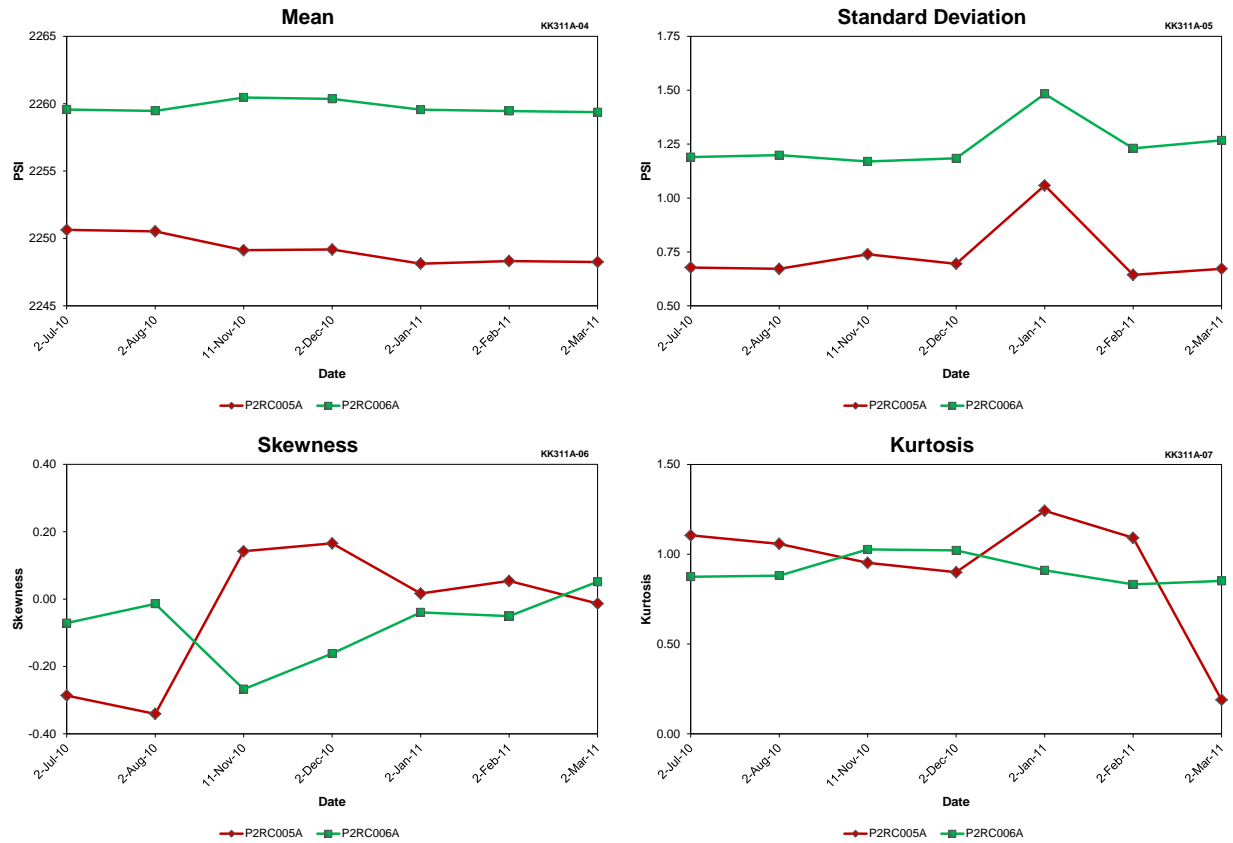 Mean
KK311A-04
2265
2260
2255
2250
2245
PSI
2-Jul-10
2-Aug-10
11-Nov-10
2-Dec-10
2-Jan-11
2-Feb-11
2-Mar-11
Date
P2RC005A P2RC006A
Standard Deviation
KK311A-05
1.75
1.50
1.25
1.00
0.75
0.50
PSI
2-Jul-10
2-Aug-10
11-Nov-10
2-Dec-10
2-Jan-11
2-Feb-11
2-Mar-11
Date
P2RC005A P2RC006A
Skewness
KK311A-06
0.40
0.20
0.00
-0.20
-0.40
Skewness
2-Jul-10
2-Aug-10
11-Nov-10
2-Dec-10
2-Jan-11
2-Feb-11
2-Mar-11
Date
P2RC005A P2RC006A
Kurtosis
KK311A-07
1.50
1.00
0.50
0.00
Kurtosis
2-Jul-10
2-Aug-10
11-Nov-10
2-Dec-10
2-Jan-11
2-Feb-11
2-Mar-11
Date
P2RC005A P2RC006A